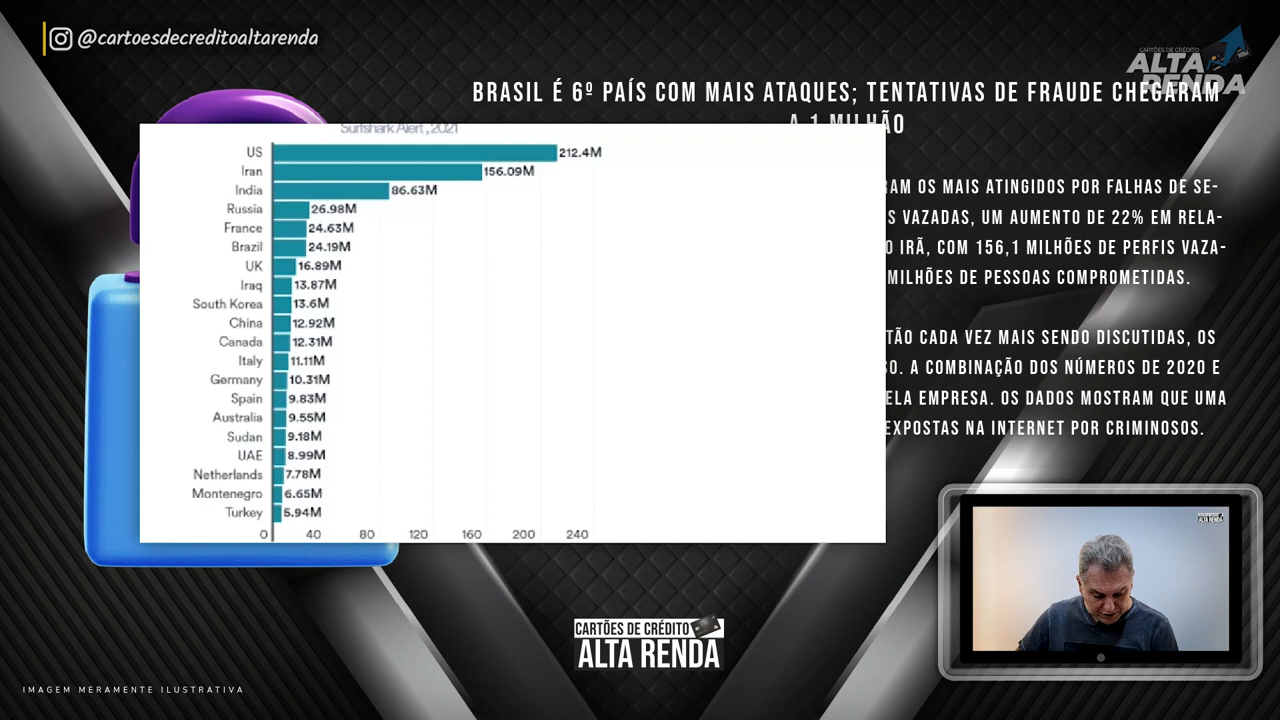 @cartoesdecreditoaltarenda
CARTÕES DE CRÉDITO
ALTA
RENDA
BRASIL É 6º PAÍS COM MAIS ATAQUES; TENTATIVAS DE FRAUDE CHEGARAM
A 1 MILHÃO
Surfshark Alert, 2021
US 212.4M
Iran 156.09M
India 86.63M
Russia 26.98M
France 24.63M
Brazil 24.19M
UK 16.89M
Iraq 13.87M
South Korea 13.6M
China 12.92M
Canada 12.31M
Italy 11.11M
Germany 10.31M
Spain 9.83M
Australia 9.55M
Sudan 9.18M
UAE 8.99M
Netherlands 7.78M
Montenegro 6.65M
Turkey 5.94M
0 40 80 120 160 200 240
OS MAIS ATINGIDOS POR FALHAS DE SE-
VAZADAS, UM AUMENTO DE 22% EM RELA-
IRÃ, COM 156,1 MILHÕES DE PERFIS VAZA-
MILHÕES DE PESSOAS COMPROMETIDAS.
CADA VEZ MAIS SENDO DISCUTIDAS, OS
A COMBINAÇÃO DOS NÚMEROS DE 2020 E
EMPRESA. OS DADOS MOSTRAM QUE UMA
EXPOSTAS NA INTERNET POR CRIMINOSOS.
ALTA RENDA
CARTÕES DE CRÉDITO
ALTA RENDA
IMAGEM MERAMENTE ILUSTRATIVA